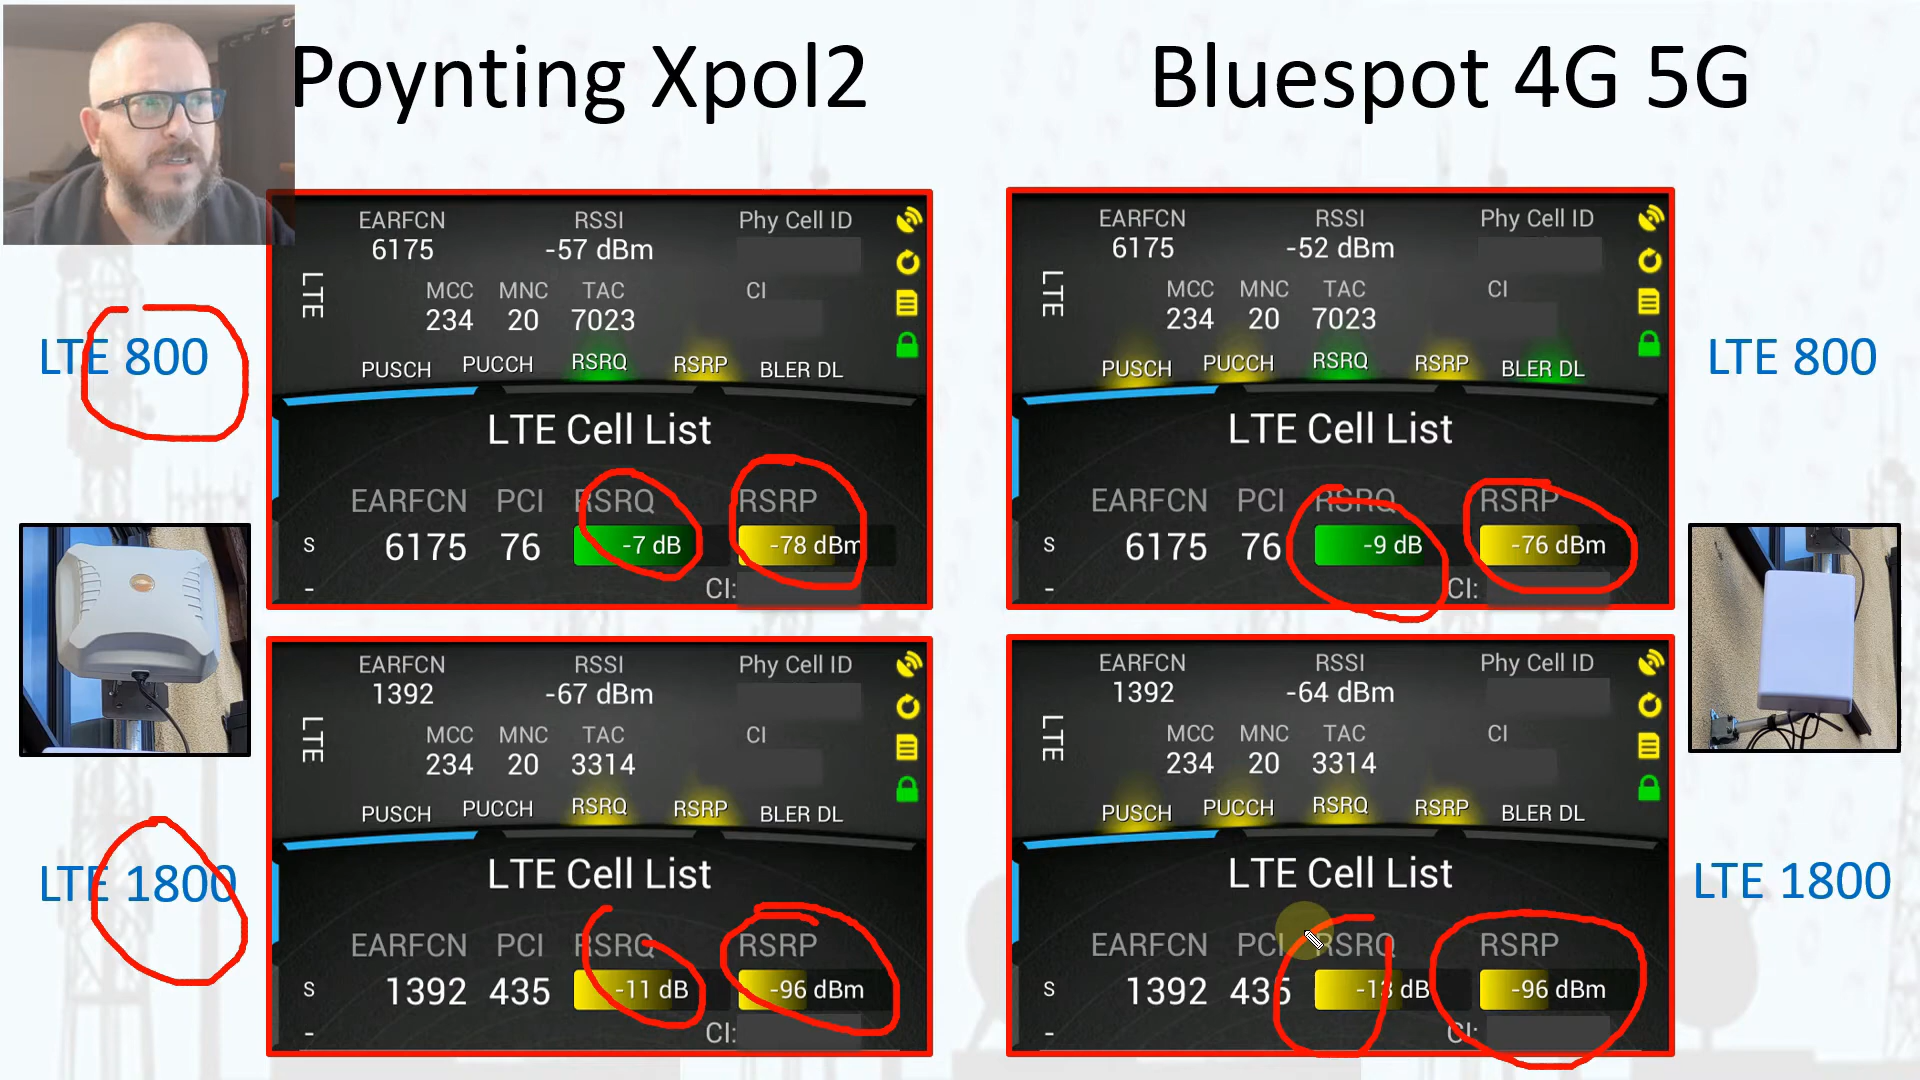 Poynting Xpol2
Bluespot 4G 5G
LTE 800
EARFCN RSSI Phy Cell ID
6175 -57 dBm
LTE
MCC MNC TAC CI
234 20 7023
PUSCH PUCCH RSRQ RSRP BLER DL
LTE Cell List
EARFCN PCI RSRQ RSRP
S 6175 76 -7 dB -78 dBm
- CI:
EARFCN RSSI Phy Cell ID
6175 -52 dBm
LTE
MCC MNC TAC CI
234 20 7023
PUSCH PUCCH RSRQ RSRP BLER DL
LTE Cell List
EARFCN PCI RSRQ RSRP
S 6175 76 -9 dB -76 dBm
- CI:
LTE 800
LTE 1800
EARFCN RSSI Phy Cell ID
1392 -67 dBm
LTE
MCC MNC TAC CI
234 20 3314
PUSCH PUCCH RSRQ RSRP BLER DL
LTE Cell List
EARFCN PCI RSRQ RSRP
S 1392 435 -11 dB -96 dBm
- CI:
EARFCN RSSI Phy Cell ID
1392 -64 dBm
LTE
MCC MNC TAC CI
234 20 3314
PUSCH PUCCH RSRQ RSRP BLER DL
LTE Cell List
EARFCN PCI RSRQ RSRP
S 1392 435 -13 dB -96 dBm
- CI:
LTE 1800